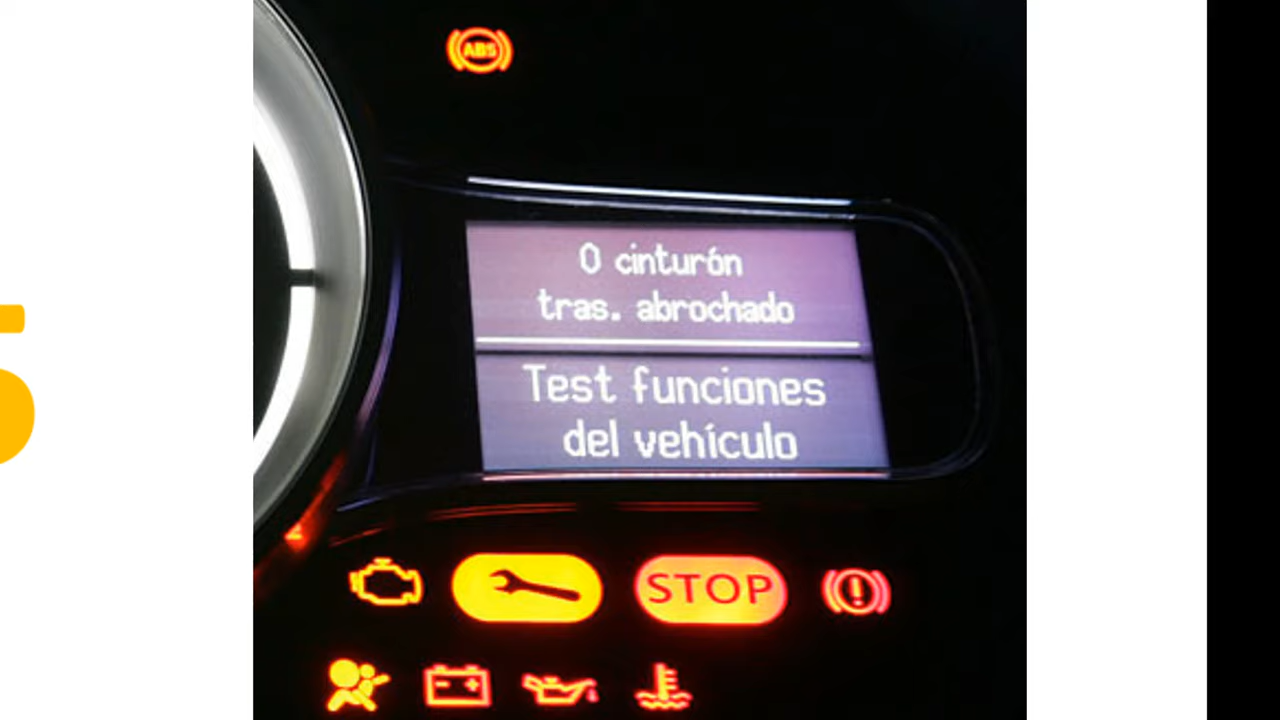 ABS
0 cinturón
tras. abrochado
Test funciones
del vehículo
STOP